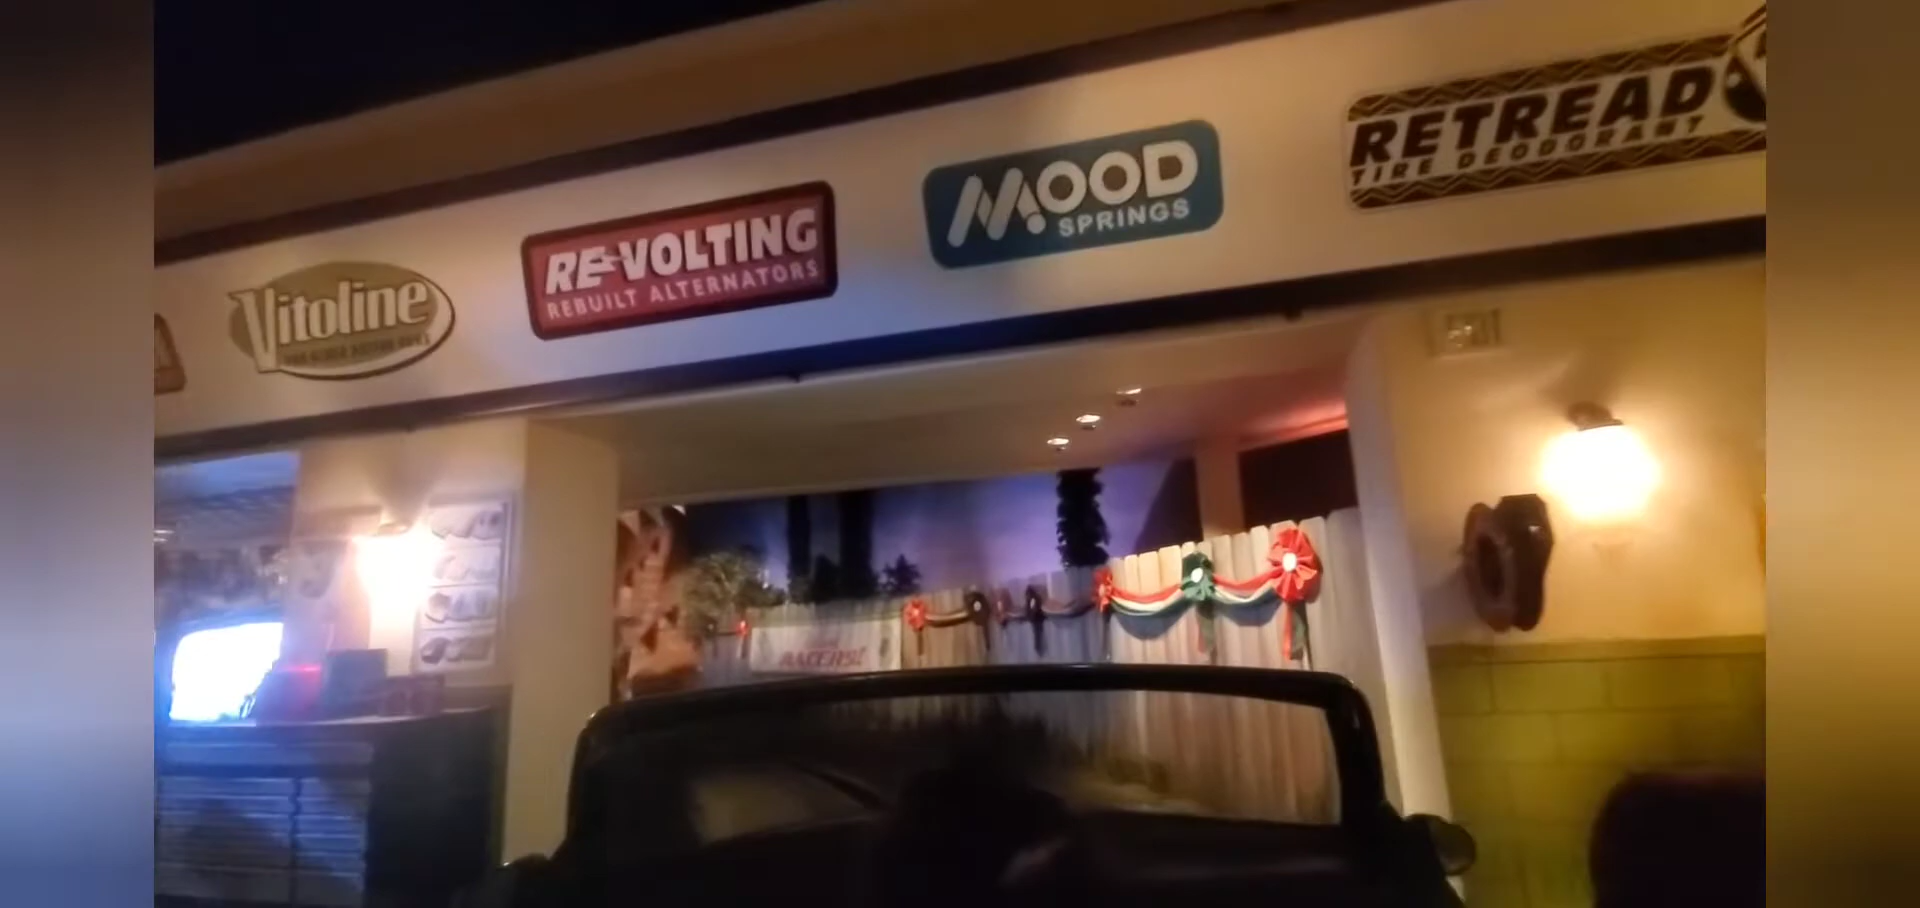 Vitoline
RE-VOLTING
REBUILT ALTERNATORS
MOOD
SPRINGS
RETREAD
TIRE DEODORANT
RACERS!